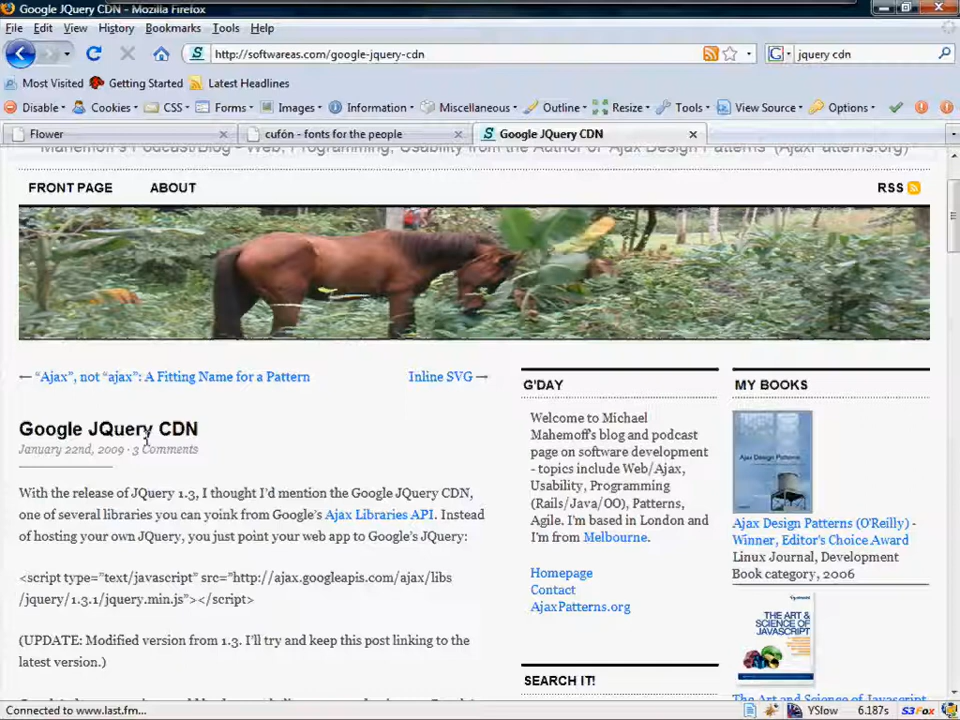 Google JQuery CDN - Mozilla Firefox
File Edit View History Bookmarks Tools Help
http://softwareas.com/google-jquery-cdn
jquery cdn
Most Visited Getting Started Latest Headlines
Disable Cookies CSS Forms Images Information Miscellaneous Outline Resize Tools View Source Options
Flower
cufón - fonts for the people
Google JQuery CDN
Mahemoff's Podcast/Blog - Web, Programming, Usability from the Author of "Ajax Design Patterns" (AjaxPatterns.org)
FRONT PAGE ABOUT RSS
← "Ajax", not "ajax": A Fitting Name for a Pattern
Inline SVG →
Google JQuery CDN
January 22nd, 2009 · 3 Comments
With the release of JQuery 1.3, I thought I'd mention the Google JQuery CDN,
one of several libraries you can yoink from Google's Ajax Libraries API. Instead
of hosting your own JQuery, you just point your web app to Google's JQuery:
<script type="text/javascript" src="http://ajax.googleapis.com/ajax/libs
/jquery/1.3.1/jquery.min.js"></script>
(UPDATE: Modified version from 1.3. I'll try and keep this post linking to the
latest version.)
G'DAY
Welcome to Michael
Mahemoff's blog and podcast
page on software development
- topics include Web/Ajax,
Usability, Programming
(Rails/Java/OO), Patterns,
Agile. I'm based in London and
I'm from Melbourne.
Homepage
Contact
AjaxPatterns.org
SEARCH IT!
MY BOOKS
Ajax Design Patterns
Ajax Design Patterns (O'Reilly) -
Winner, Editor's Choice Award
Linux Journal, Development
Book category, 2006
THE ART &
SCIENCE OF
JAVASCRIPT
The Art and Science of Javascript
Connected to www.last.fm...
YSlow 6.187s S3Fox